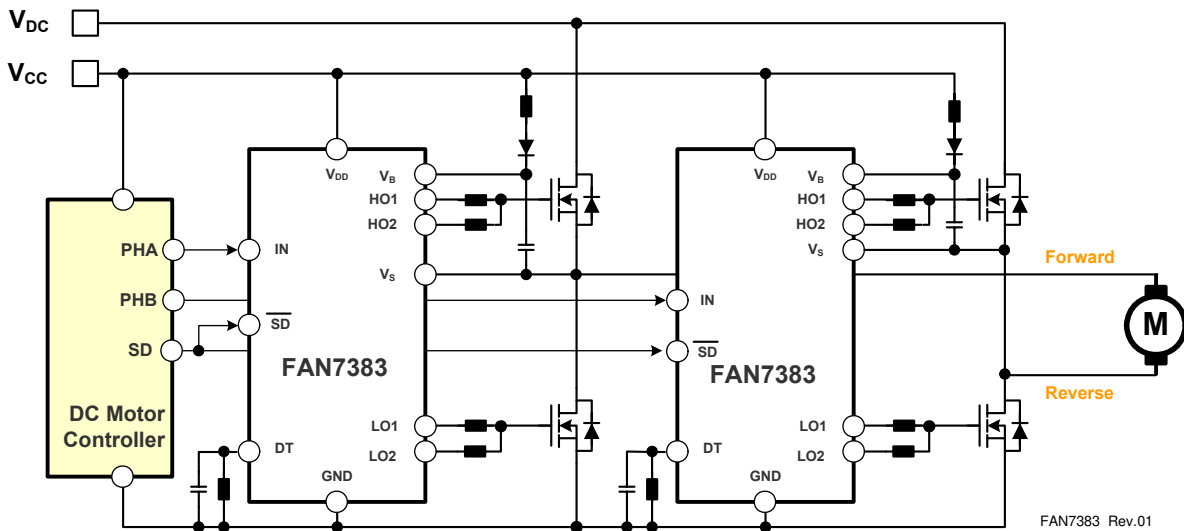 VDC
VCC
VDD
VB
HO1
HO2
VS
PHA
IN
PHB
SD
SD
FAN7383
DC Motor
Controller
DT
GND
LO1
LO2
VDD
VB
HO1
HO2
VS
IN
SD
FAN7383
DT
GND
LO1
LO2
Forward
M
Reverse
FAN7383 Rev.01